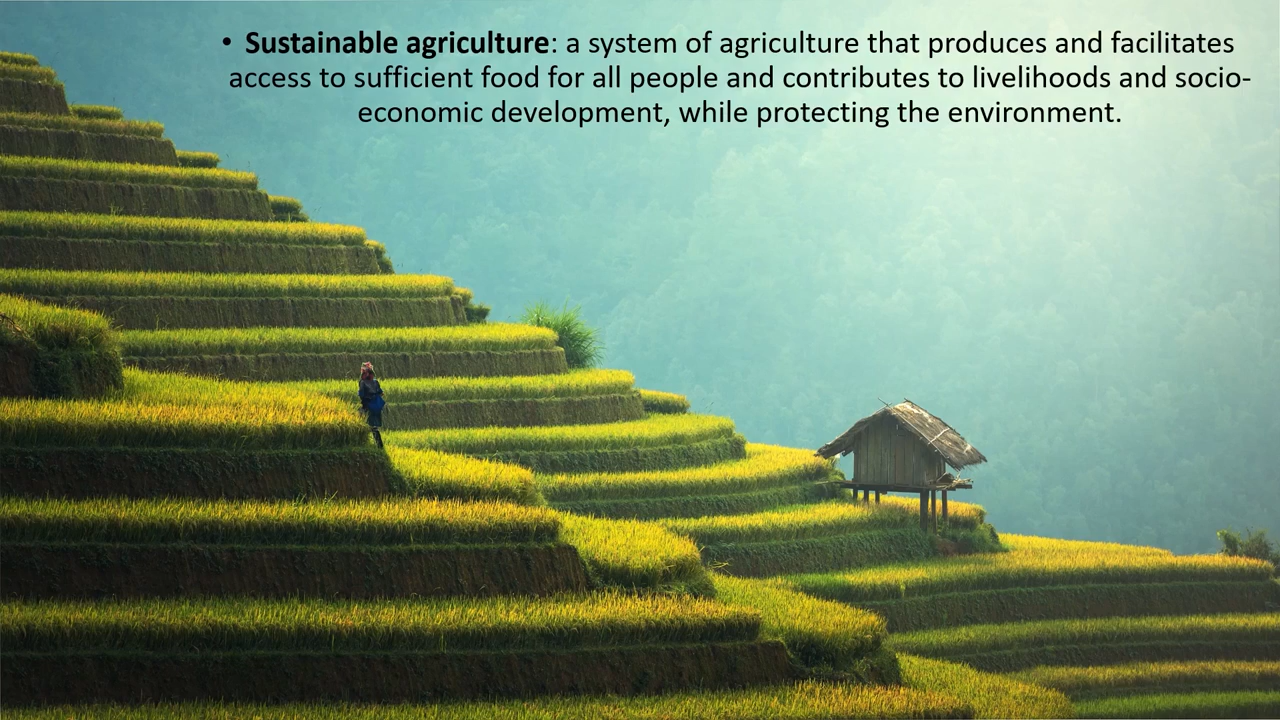 • Sustainable agriculture: a system of agriculture that produces and facilitates
access to sufficient food for all people and contributes to livelihoods and socio-
economic development, while protecting the environment.